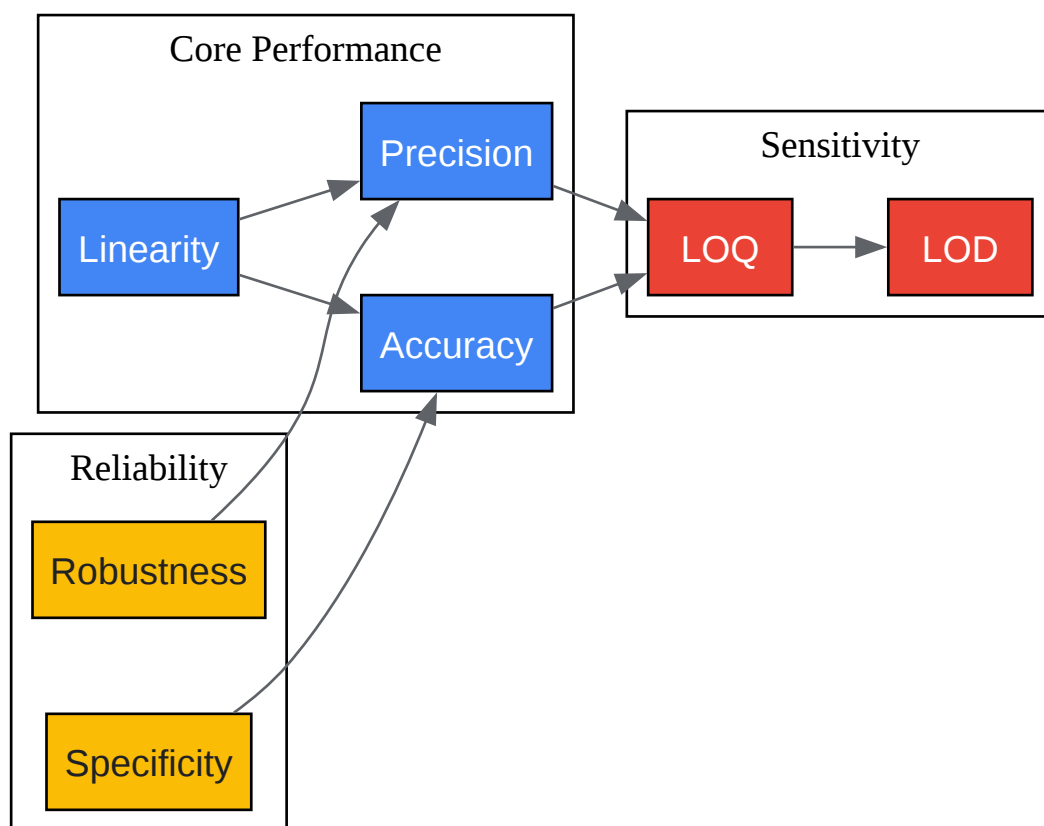 Core Performance
Precision
Linearity
Accuracy
Sensitivity
LOQ
LOD
Reliability
Robustness
Specificity